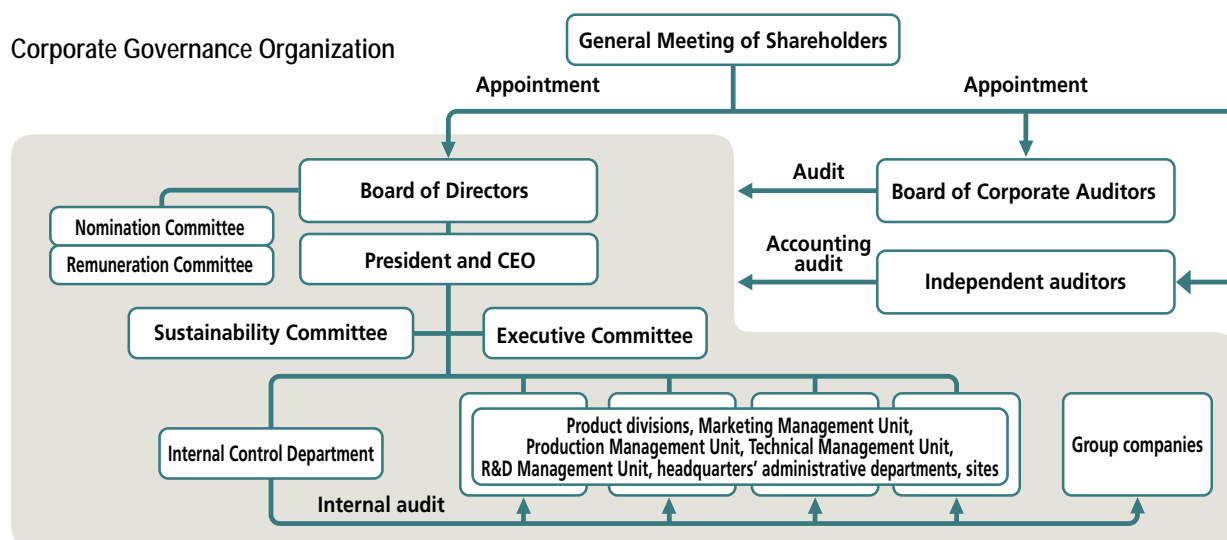 Corporate Governance Organization
General Meeting of Shareholders
Appointment
Appointment
Board of Directors
Audit
Board of Corporate Auditors
Nomination Committee
Remuneration Committee
President and CEO
Accounting
audit
Independent auditors
Sustainability Committee
Executive Committee
Internal Control Department
Product divisions, Marketing Management Unit,
Production Management Unit, Technical Management Unit,
R&D Management Unit, headquarters’ administrative departments, sites
Group companies
Internal audit